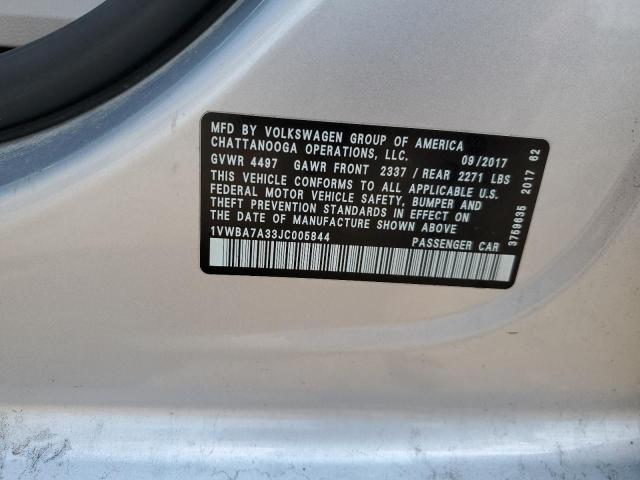 MFD BY VOLKSWAGEN GROUP OF AMERICA
CHATTANOOGA OPERATIONS, LLC. 09/2017
GVWR 4497 GAWR FRONT 2337 / REAR 2271 LBS
THIS VEHICLE CONFORMS TO ALL APPLICABLE U.S.
FEDERAL MOTOR VEHICLE SAFETY, BUMPER AND
THEFT PREVENTION STANDARDS IN EFFECT ON
THE DATE OF MANUFACTURE SHOWN ABOVE
1VWBA7A33JC005844 PASSENGER CAR
3759635 2017 62